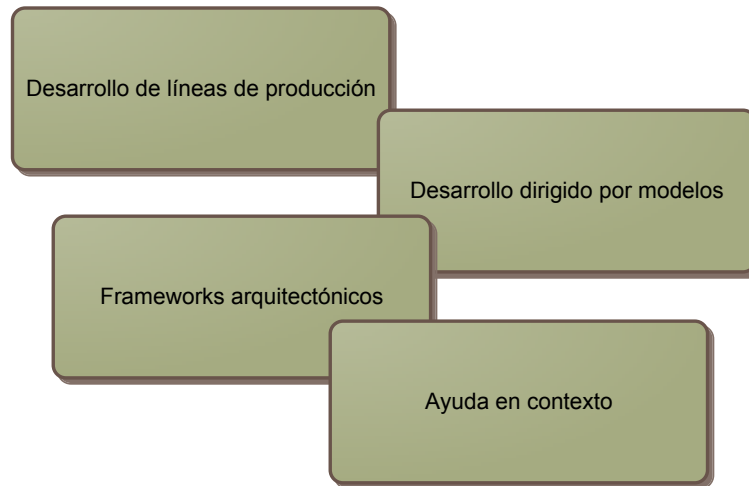 Desarrollo de líneas de producción
Desarrollo dirigido por modelos
Frameworks arquitectónicos
Ayuda en contexto